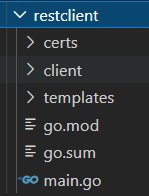 restclient
certs
client
templates
go.mod
go.sum
GO main.go